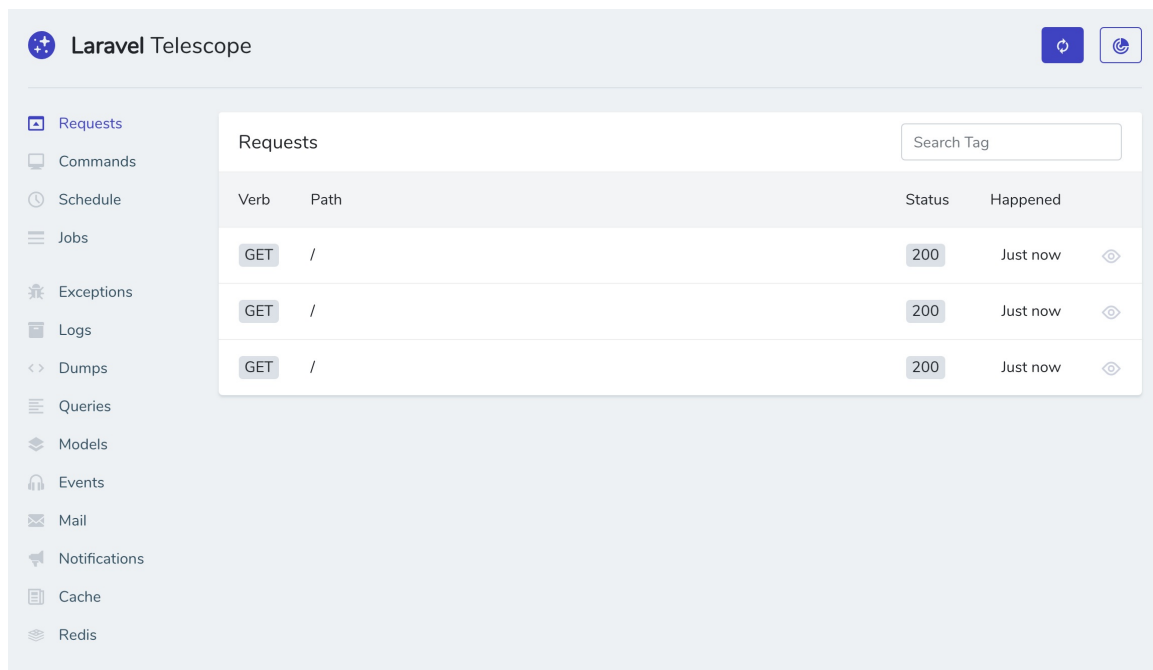 Laravel Telescope
Requests
Commands
Schedule
Jobs
Exceptions
Logs
Dumps
Queries
Models
Events
Mail
Notifications
Cache
Redis
Requests
Search Tag
Verb Path Status Happened
GET / 200 Just now
GET / 200 Just now
GET / 200 Just now